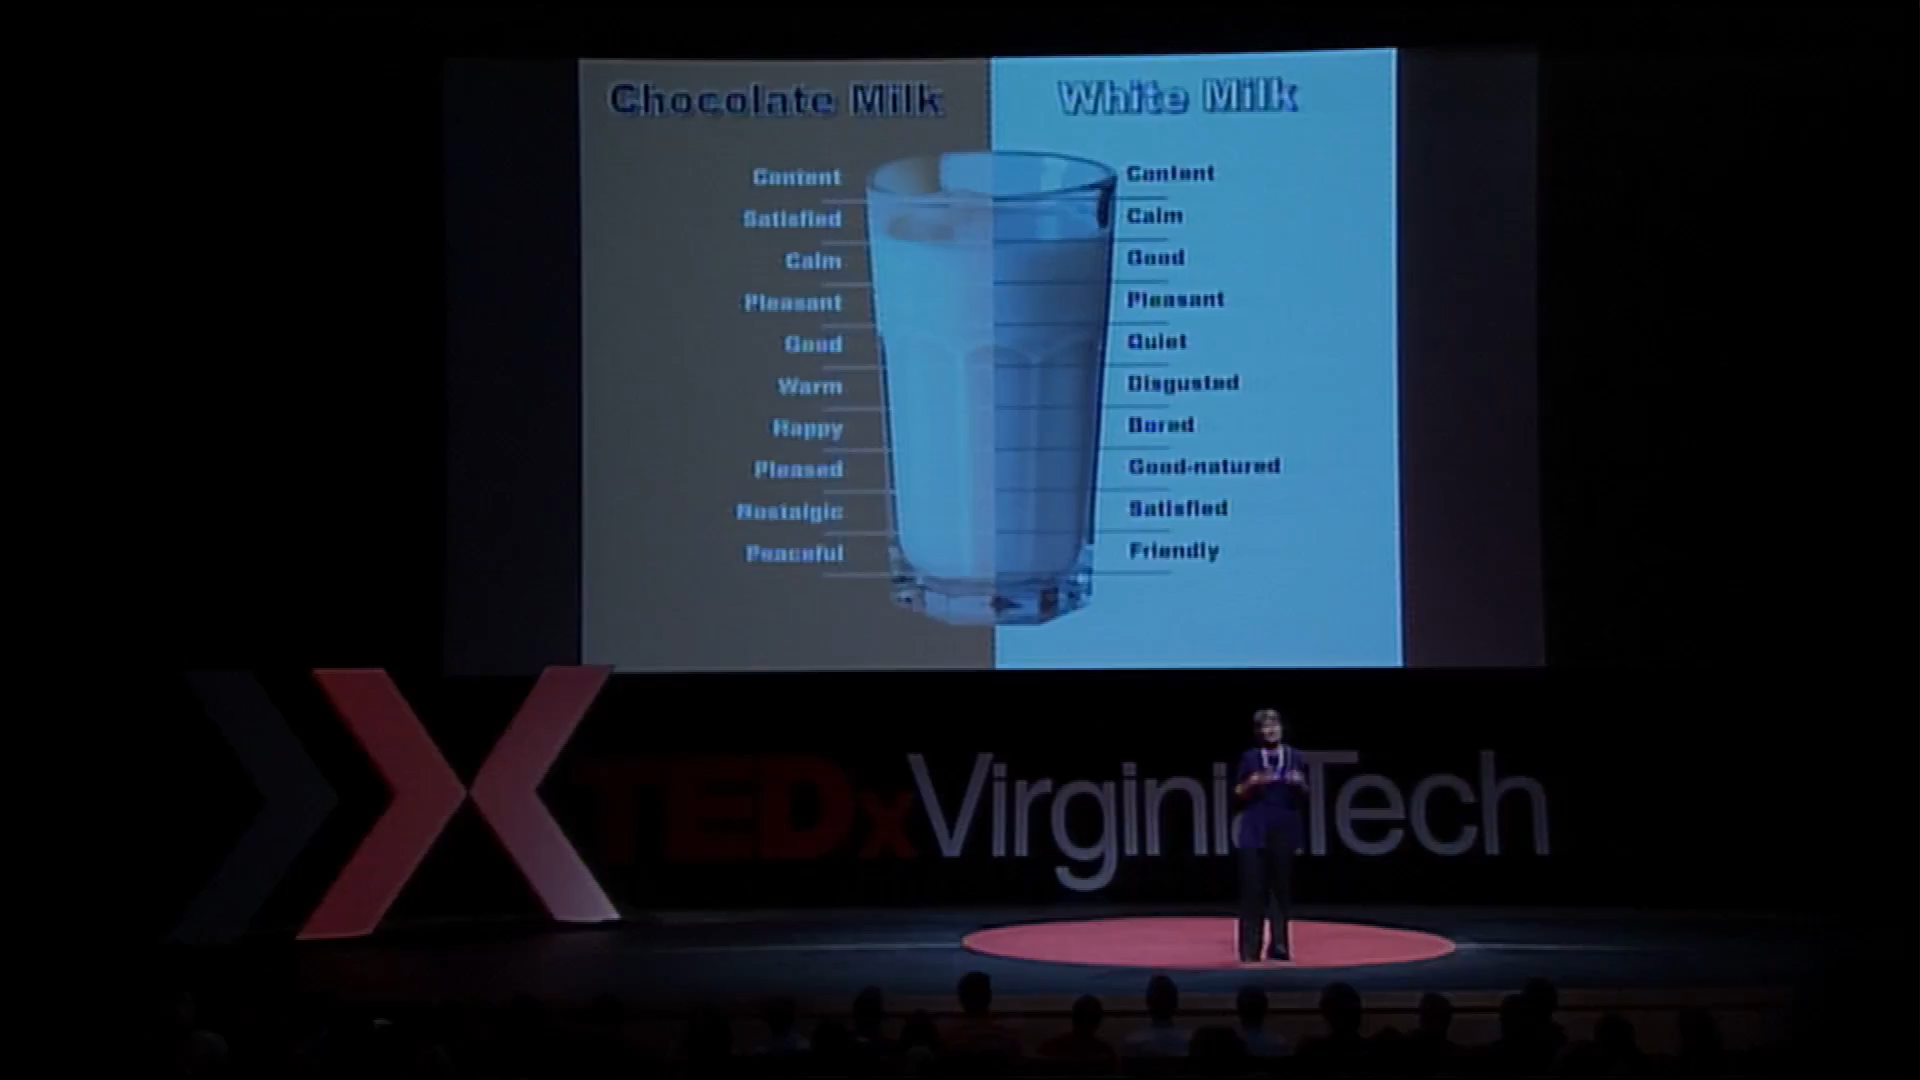 Chocolate Milk
Content
Satisfied
Calm
Pleasant
Good
Warm
Happy
Pleased
Nostalgic
Peaceful
White Milk
Content
Calm
Good
Pleasant
Quiet
Disgusted
Bored
Good-natured
Satisfied
Friendly
X
TEDxVirginiaTech